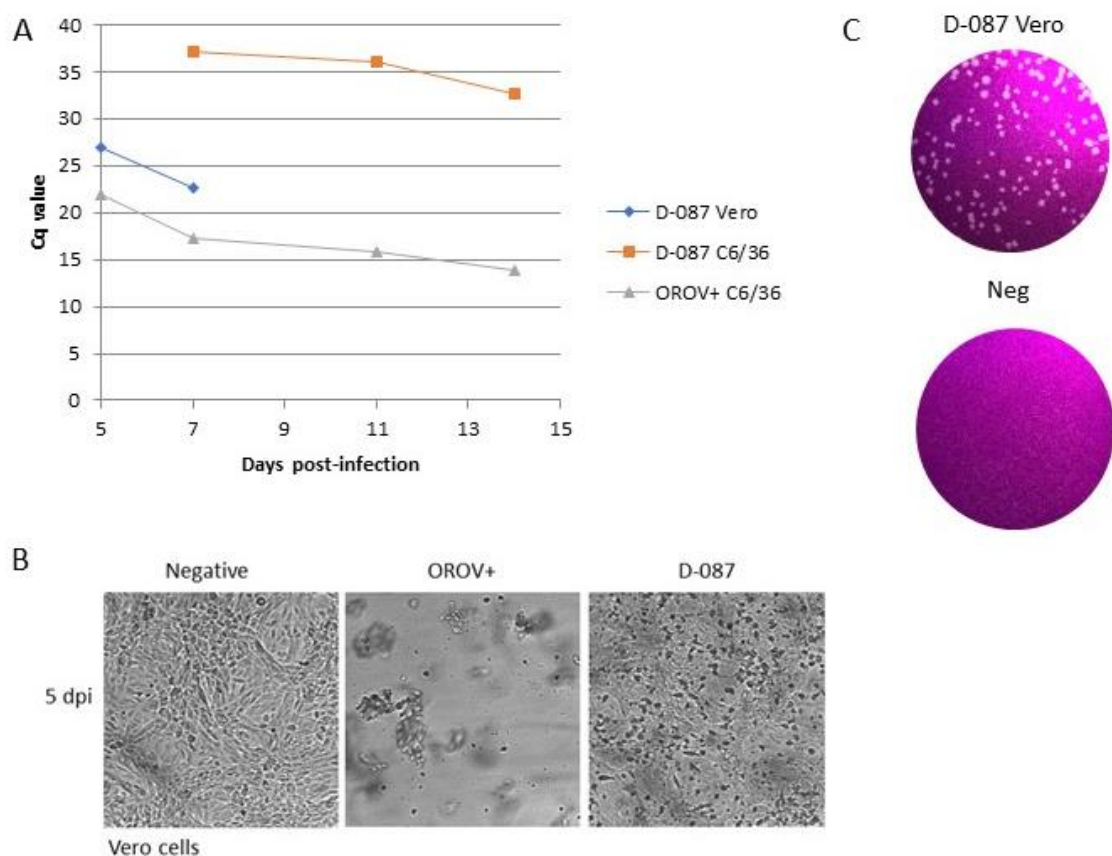 A
40
35
30
25
20
15
10
5
0
Cq value
5 7 9 11 13 15
Days post-infection
D-087 Vero
D-087 C6/36
OROV+ C6/36
C
D-087 Vero
Neg
B
Negative OROV+ D-087
5 dpi
Vero cells